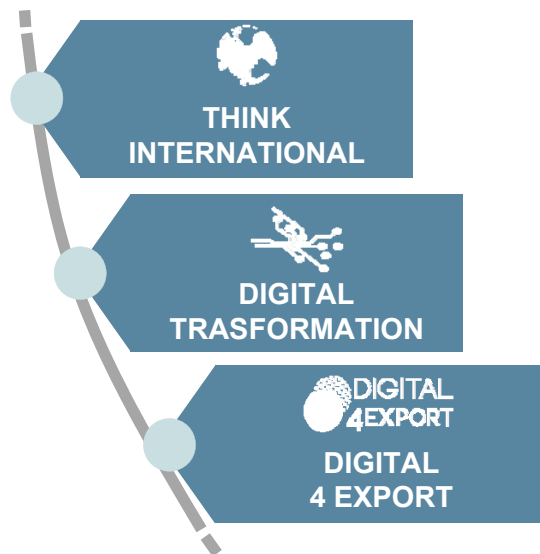 THINK
INTERNATIONAL
DIGITAL
TRASFORMATION
DIGITAL
4EXPORT
DIGITAL
4 EXPORT